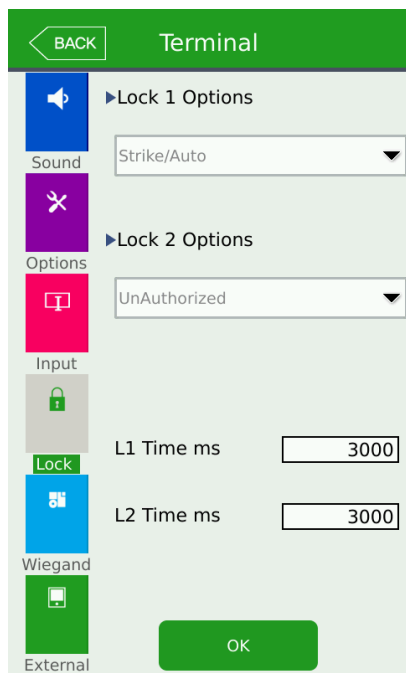 BACK
Terminal
Lock 1 Options
Sound
Strike/Auto
Lock 2 Options
Options
UnAuthorized
Input
L1 Time ms 3000
Lock
L2 Time ms 3000
Wiegand
OK
External